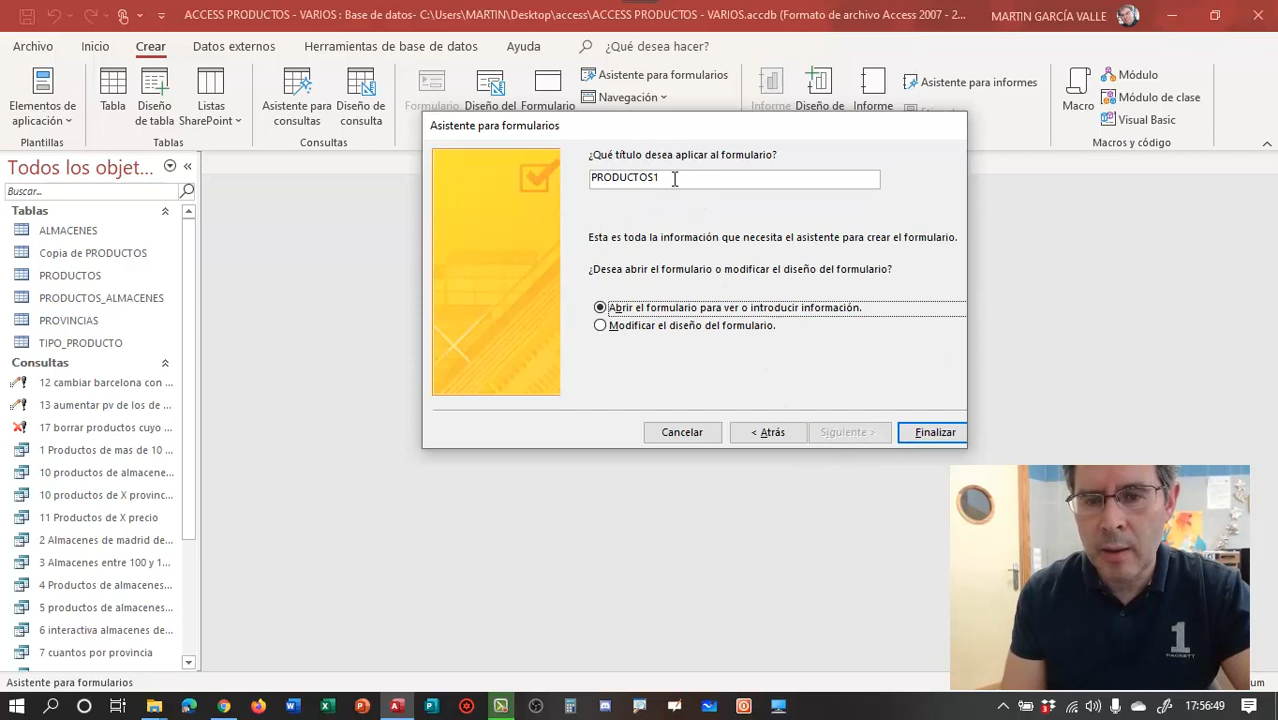 ACCESS PRODUCTOS - VARIOS : Base de datos- C:\Users\MARTIN\Desktop\access\ACCESS PRODUCTOS - VARIOS.accdb (Formato de archivo Access 2007 - 2...
MARTIN GARCÍA VALLE
Archivo
Inicio
Crear
Datos externos
Herramientas de base de datos
Ayuda
¿Qué desea hacer?
Elementos de aplicación
Tabla
Diseño de tabla
Listas SharePoint
Asistente para consultas
Diseño de consulta
Formulario
Diseño del
Formulario
Asistente para formularios
Navegación
Informe
Diseño de
Informe
Asistente para informes
Macro
Módulo
Módulo de clase
Visual Basic
Plantillas
Tablas
Consultas
Macros y código
Todos los objet...
Buscar...
Tablas
ALMACENES
Copia de PRODUCTOS
PRODUCTOS
PRODUCTOS_ALMACENES
PROVINCIAS
TIPO_PRODUCTO
Consultas
12 cambiar barcelona con ...
13 aumentar pv de los de ...
17 borrar productos cuyo ...
1 Productos de mas de 10 ...
10 productos de almacene...
10 productos de X provinc...
11 Productos de X precio
2 Almacenes de madrid de...
3 Almacenes entre 100 y 1...
4 Productos de almacenes...
5 productos de almacenes...
6 interactiva almacenes de...
7 cuantos por provincia
Asistente para formularios
¿Qué título desea aplicar al formulario?
PRODUCTOS1
Esta es toda la información que necesita el asistente para crear el formulario.
¿Desea abrir el formulario o modificar el diseño del formulario?
Abrir el formulario para ver o introducir información.
Modificar el diseño del formulario.
Cancelar
< Atrás
Siguiente >
Finalizar
1
HACKETT
Asistente para formularios
17:56:49